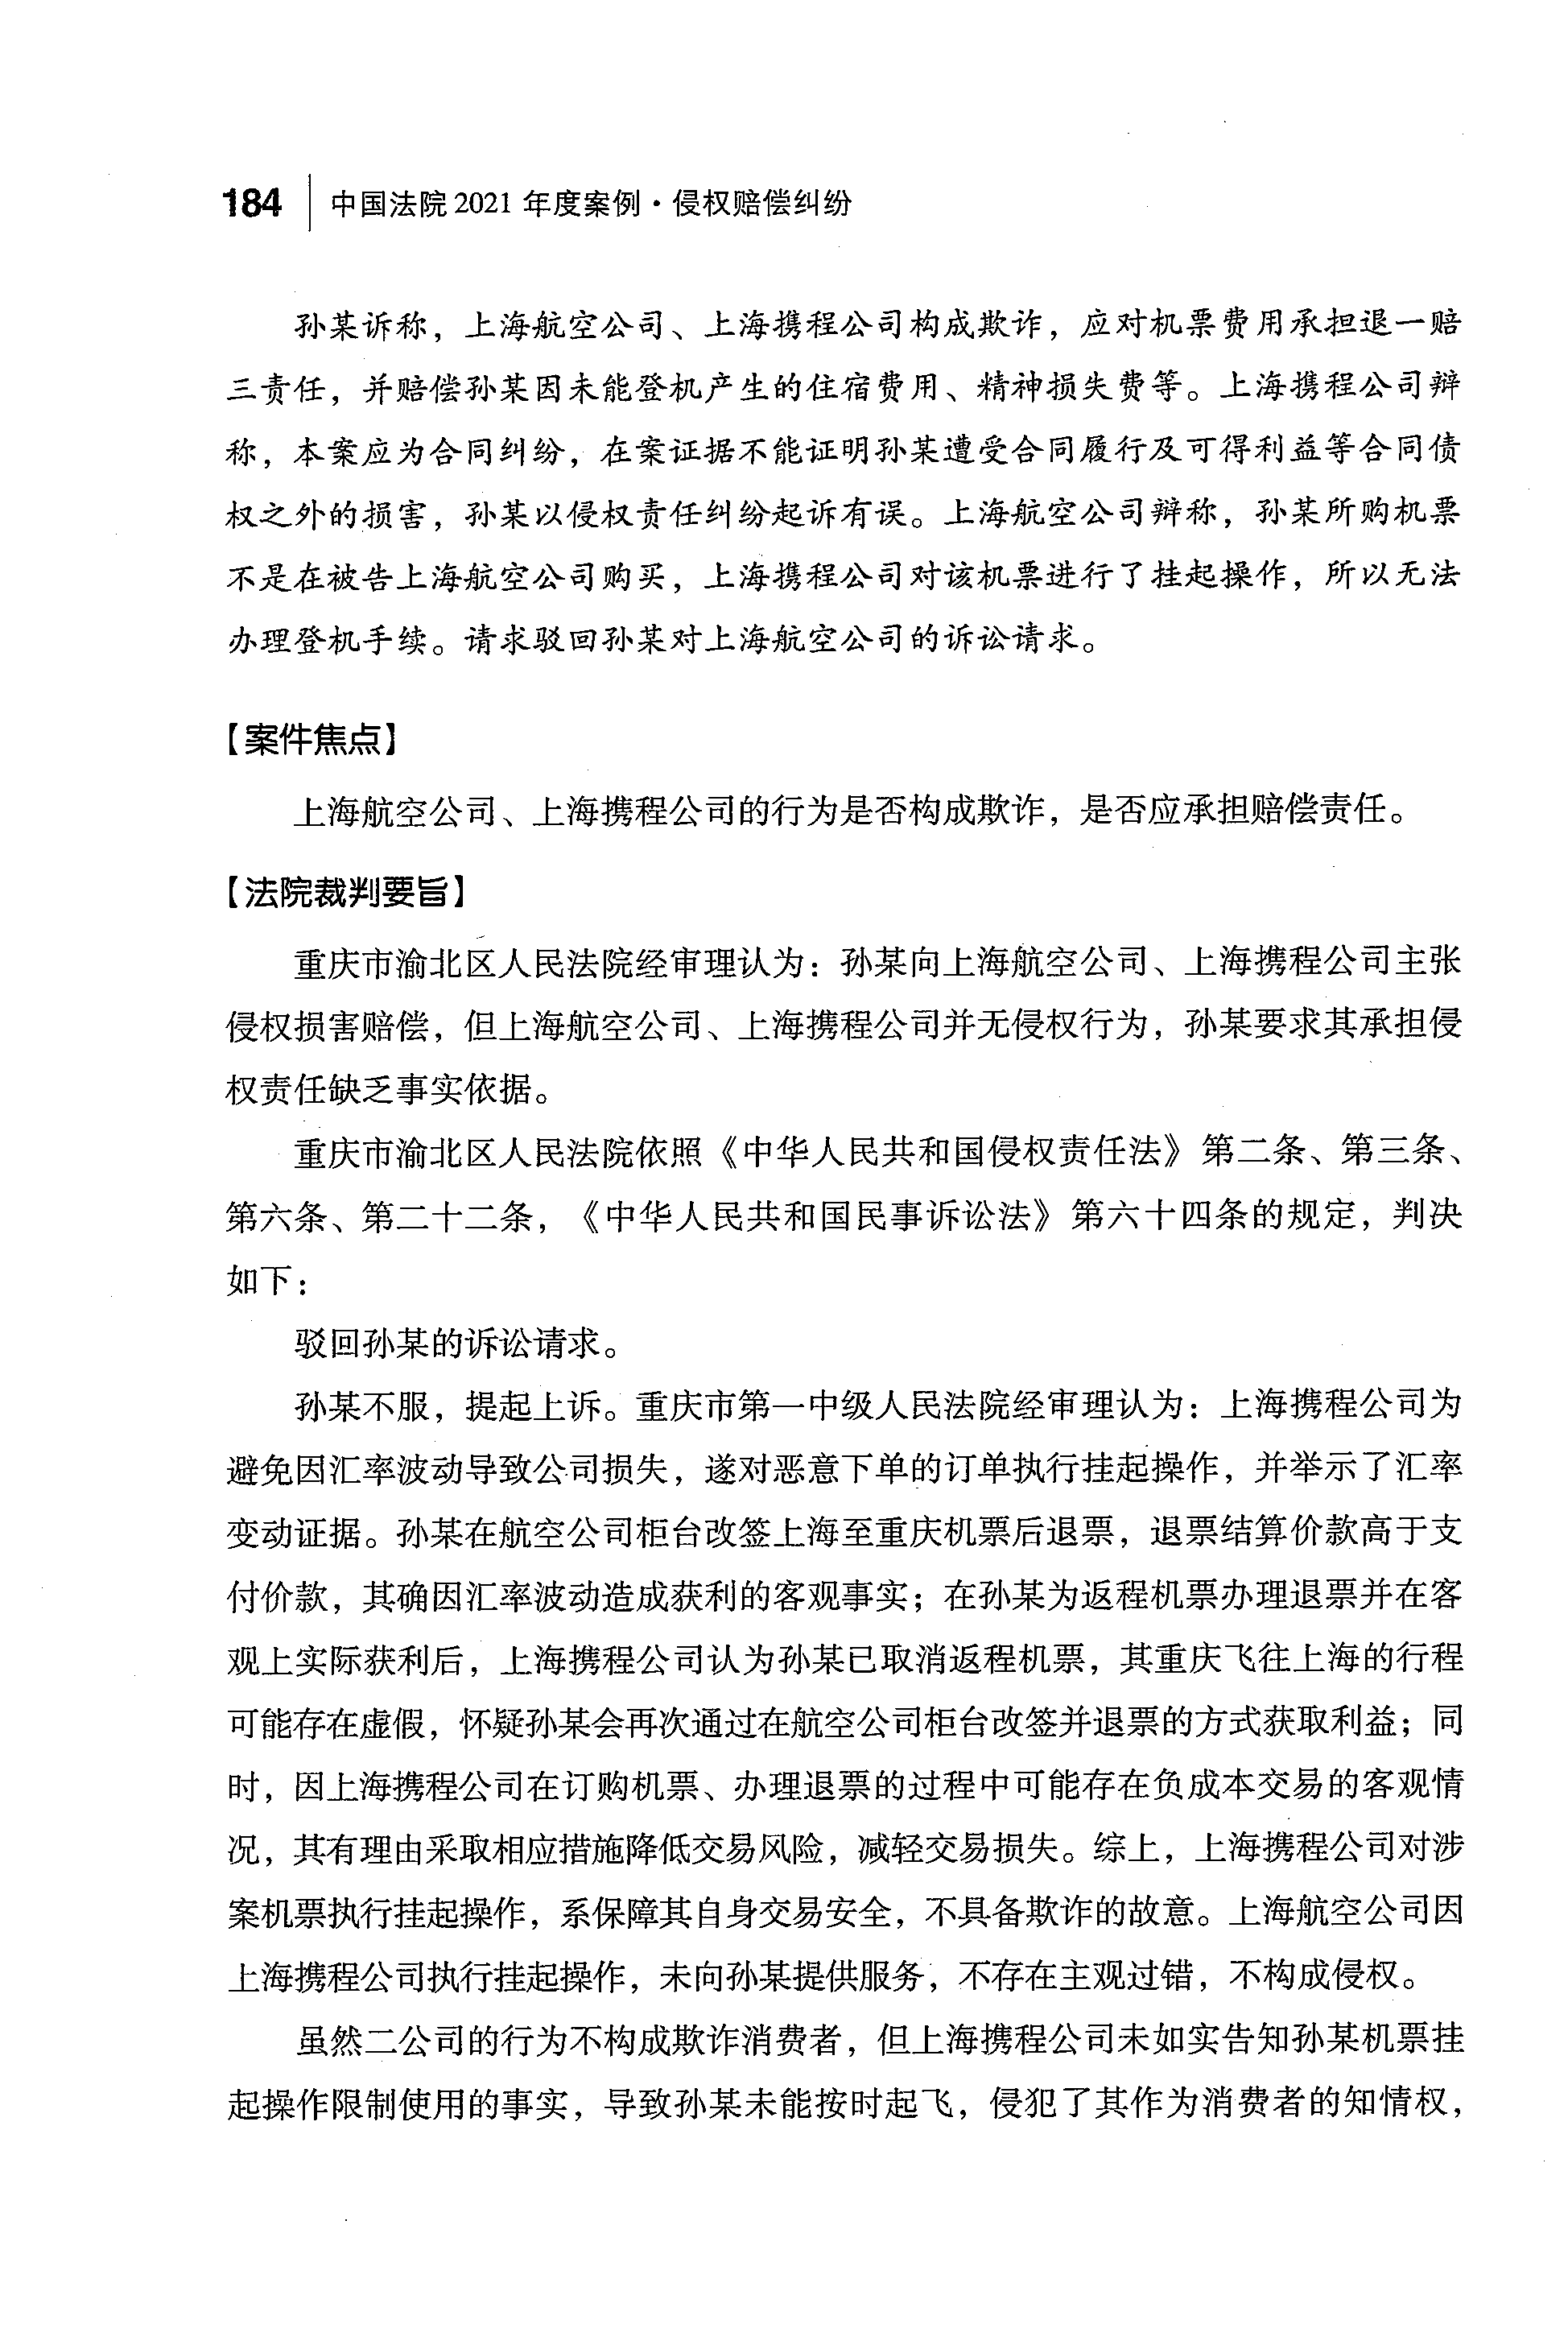 184 中国法院2021年度案例·侵权赔偿纠纷
孙某诉称，上海航空公司、上海携程公司构成欺诈，应对机票费用承担退一赔
三责任，并赔偿孙某因未能登机产生的住宿费用、精神损失费等。上海携程公司辩
称，本案应为合同纠纷，在案证据不能证明孙某遭受合同履行及可得利益等合同债
权之外的损害，孙某以侵权责任纠纷起诉有误。上海航空公司辩称，孙某所购机票
不是在被告上海航空公司购买，上海携程公司对该机票进行了挂起操作，所以无法
办理登机手续。请求驳回孙某对上海航空公司的诉讼请求。
【案件焦点】
上海航空公司、上海携程公司的行为是否构成欺诈，是否应承担赔偿责任。
【法院裁判要旨】
重庆市渝北区人民法院经审理认为：孙某向上海航空公司、上海携程公司主张
侵权损害赔偿，但上海航空公司、上海携程公司并无侵权行为，孙某要求其承担侵
权责任缺乏事实依据。
重庆市渝北区人民法院依照《中华人民共和国侵权责任法》第二条、第三条、
第六条、第二十二条，《中华人民共和国民事诉讼法》第六十四条的规定，判决
如下：
驳回孙某的诉讼请求。
孙某不服，提起上诉。重庆市第一中级人民法院经审理认为：上海携程公司为
避免因汇率波动导致公司损失，遂对恶意下单的订单执行挂起操作，并举示了汇率
变动证据。孙某在航空公司柜台改签上海至重庆机票后退票，退票结算价款高于支
付价款，其确因汇率波动造成获利的客观事实；在孙某为返程机票办理退票并在客
观上实际获利后，上海携程公司认为孙某已取消返程机票，其重庆飞往上海的行程
可能存在虚假，怀疑孙某会再次通过在航空公司柜台改签并退票的方式获取利益；同
时，因上海携程公司在订购机票、办理退票的过程中可能存在负成本交易的客观情
况，其有理由采取相应措施降低交易风险，减轻交易损失。综上，上海携程公司对涉
案机票执行挂起操作，系保障其自身交易安全，不具备欺诈的故意。上海航空公司因
上海携程公司执行挂起操作，未向孙某提供服务，不存在主观过错，不构成侵权。
虽然二公司的行为不构成欺诈消费者，但上海携程公司未如实告知孙某机票挂
起操作限制使用的事实，导致孙某未能按时起飞，侵犯了其作为消费者的知情权，